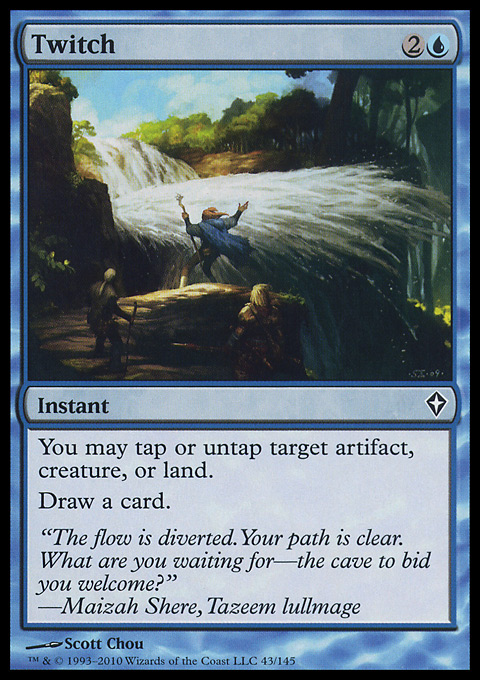 Twitch 2
Instant
You may tap or untap target artifact,
creature, or land.
Draw a card.
“The flow is diverted. Your path is clear.
What are you waiting for—the cave to bid
you welcome?”
—Maizah Shere, Tazeem lullmage
Scott Chou
™ & © 1993–2010 Wizards of the Coast LLC 43/145